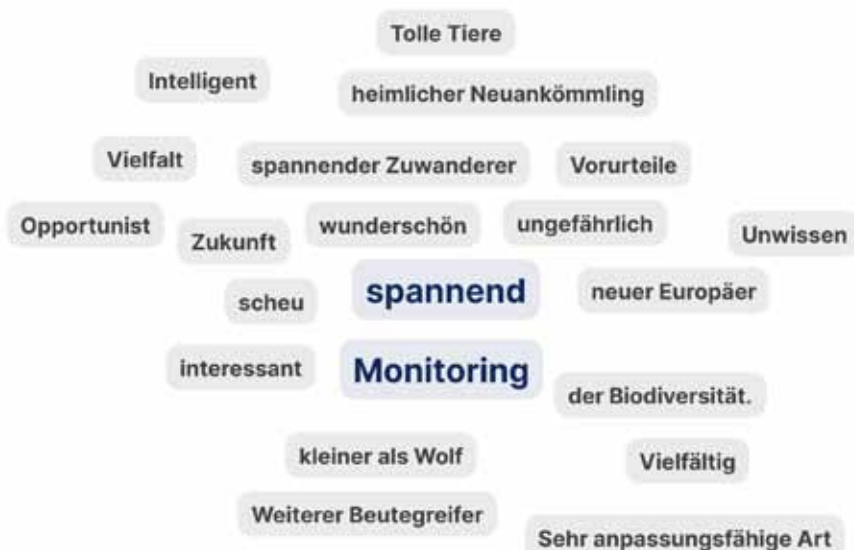 Tolle Tiere
Intelligent
heimlicher Neuankömmling
Vielfalt
spannender Zuwanderer
Vorurteile
Opportunist
Zukunft
wunderschön
ungefährlich
Unwissen
scheu
spannend
neuer Europäer
interessant
Monitoring
der Biodiversität.
kleiner als Wolf
Vielfältig
Weiterer Beutegreifer
Sehr anpassungsfähige Art